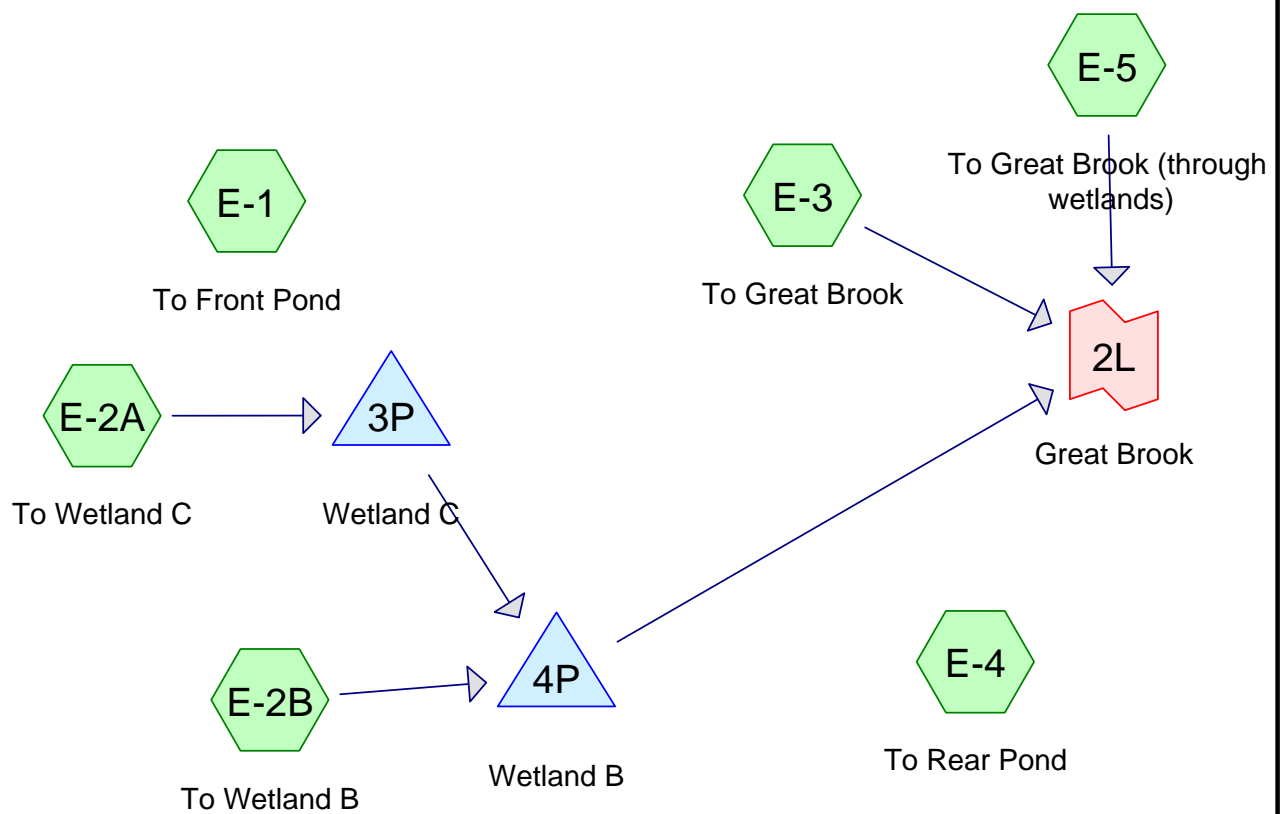 E-5
To Great Brook (through
wetlands)
E-1
To Front Pond
E-3
To Great Brook
2L
Great Brook
E-2A
To Wetland C
3P
Wetland C
E-2B
To Wetland B
4P
Wetland B
E-4
To Rear Pond